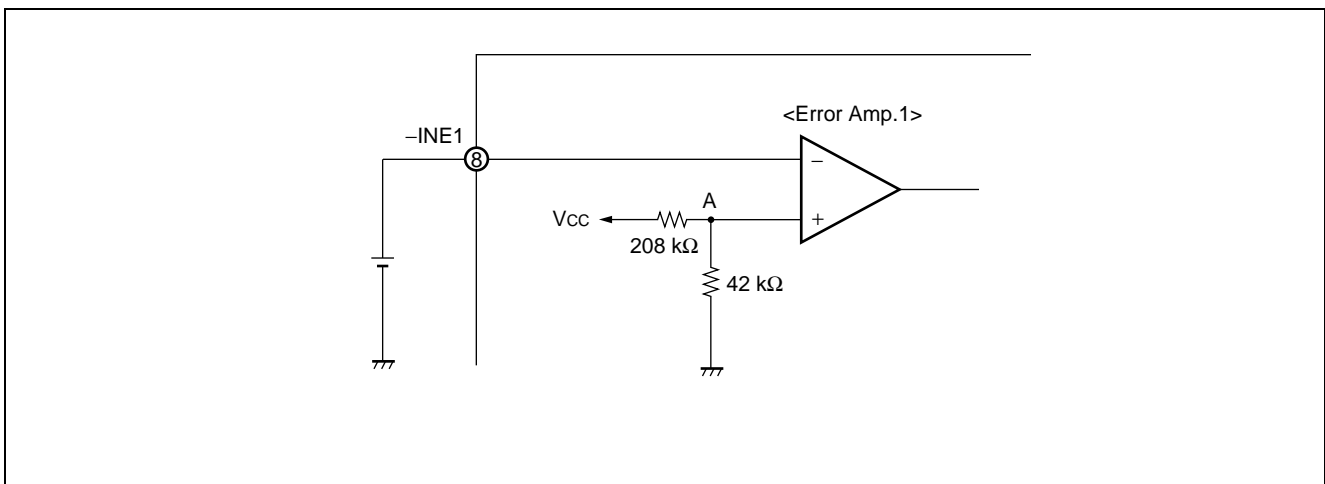 <Error Amp.1>
–INE1
8
–
A
VCC
+
208 kΩ
42 kΩ